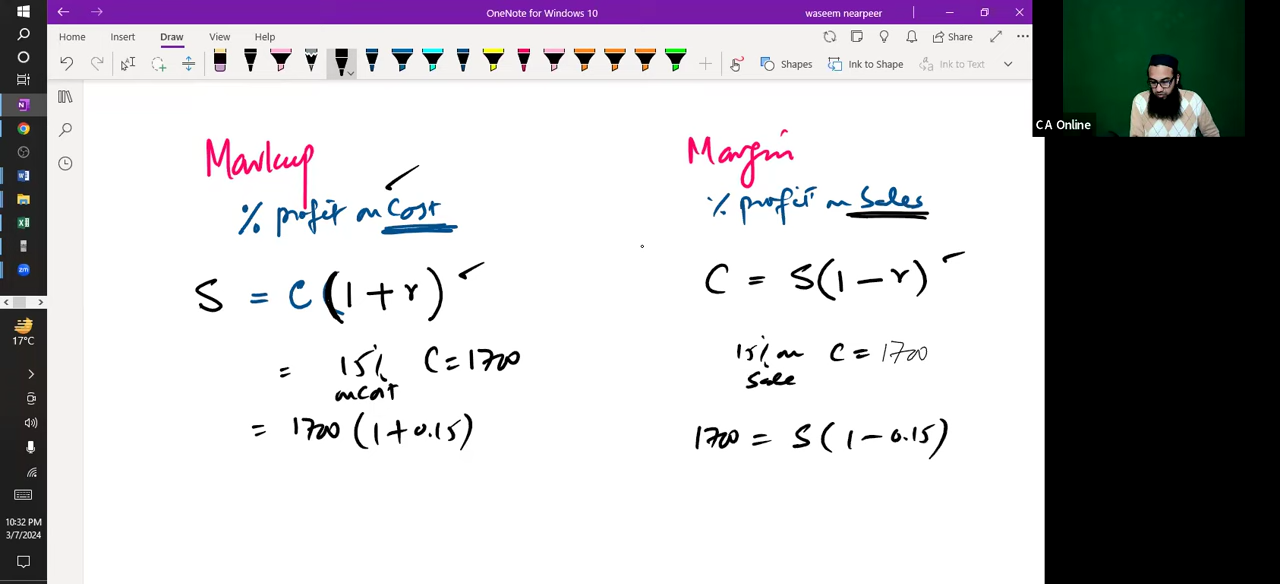 OneNote for Windows 10
waseem nearpeer
Home Insert Draw View Help
Share
Shapes
Ink to Shape
Ink to Text
C A Online
Markup
% profit on Cost
S = C(1 + r)
= 15% C = 1700
on cost
= 1700 (1 + 0.15)
Margin
% profit on Sales
C = S(1 - r)
15% on C = 1700
Sale
1700 = S(1 - 0.15)
17°C
10:32 PM
3/7/2024